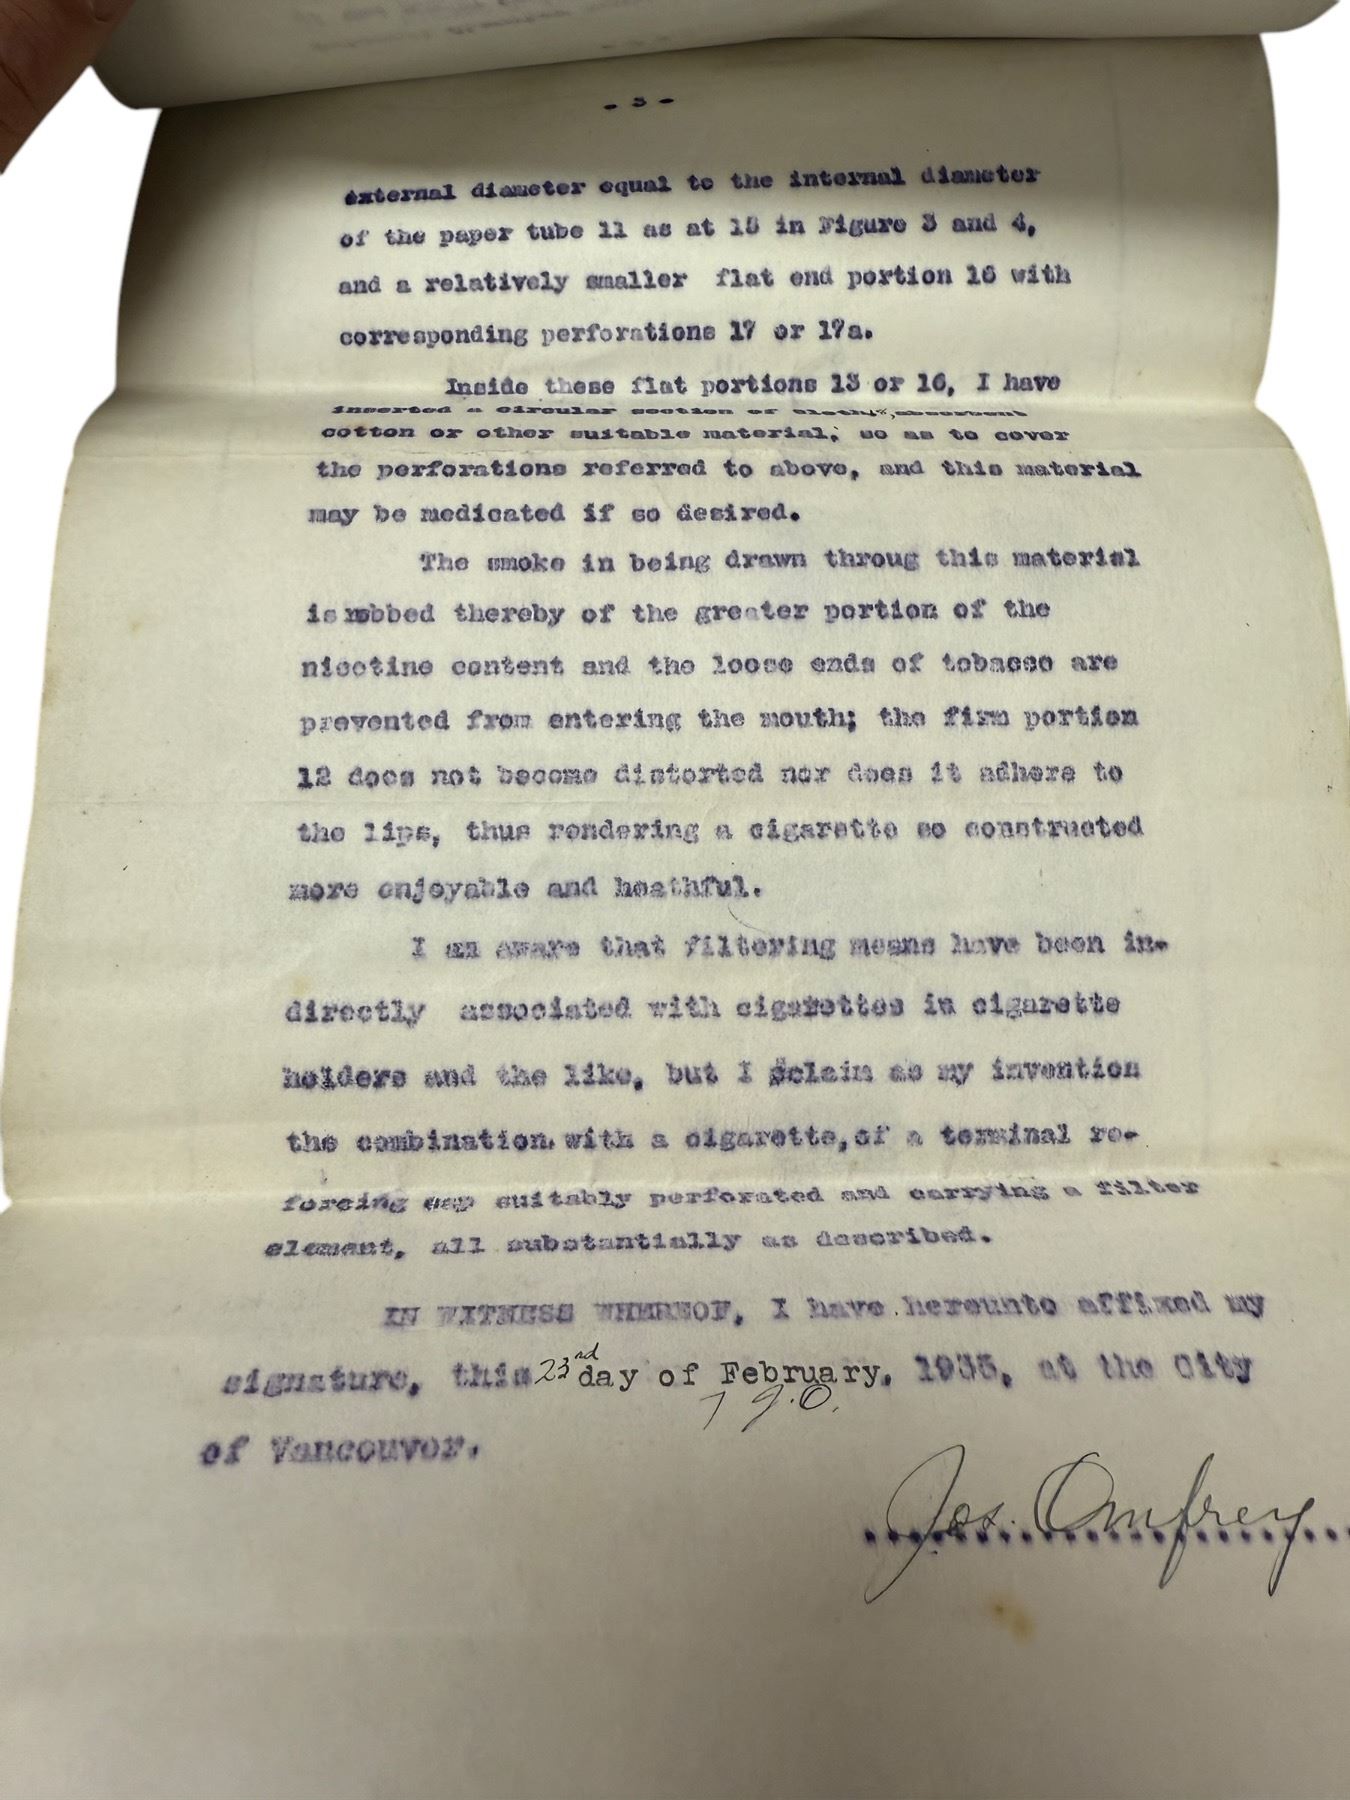 - 3 -
external diameter equal to the internal diameter
of the paper tube 11 as at 15 in Figure 3 and 4,
and a relatively smaller flat end portion 16 with
corresponding perforations 17 or 17a.
Inside these flat portions 13 or 16, I have
inserted a circular section of cloth, absorbent
cotton or other suitable material, so as to cover
the perforations referred to above, and this material
may be medicated if so desired.
The smoke in being drawn throug this material
is robbed thereby of the greater portion of the
nicotine content and the loose ends of tobacco are
prevented from entering the mouth; the firm portion
12 does not become distorted nor does it adhere to
the lips, thus rendering a cigarette so constructed
more enjoyable and heathful.
I am aware that filtering means have been in-
directly associated with cigarettes in cigarette
holders and the like, but I claim as my invention
the combination with a cigarette, of a terminal re-
forcing cap suitably perforated and carrying a filter
element, all substantially as described.
IN WITNESS WHEREOF, I have hereunto affixed my
signature, this 23rd day of February, 1935, at the City
J.O.
of Vancouver.
Jos. Omfrey